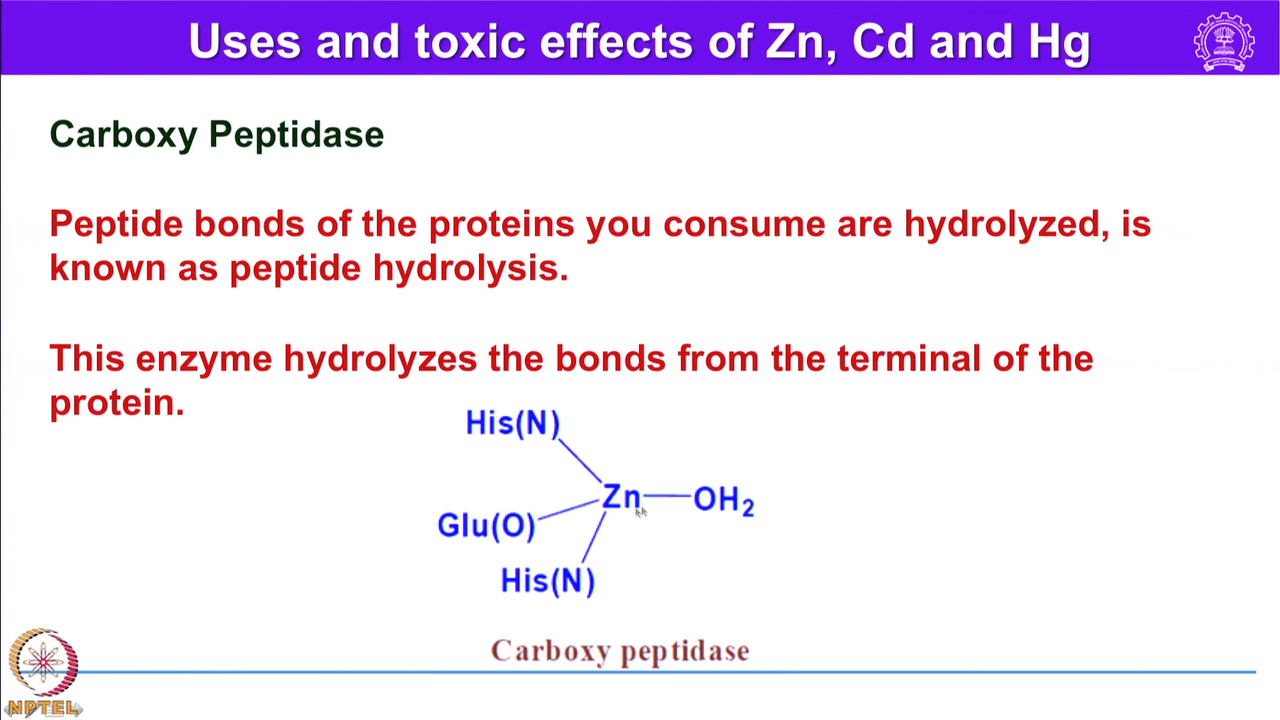 Uses and toxic effects of Zn, Cd and Hg
Carboxy Peptidase
Peptide bonds of the proteins you consume are hydrolyzed, is
known as peptide hydrolysis.
This enzyme hydrolyzes the bonds from the terminal of the
protein.
His(N)
Zn—OH₂
Glu(O)
His(N)
Carboxy peptidase
NPTEL